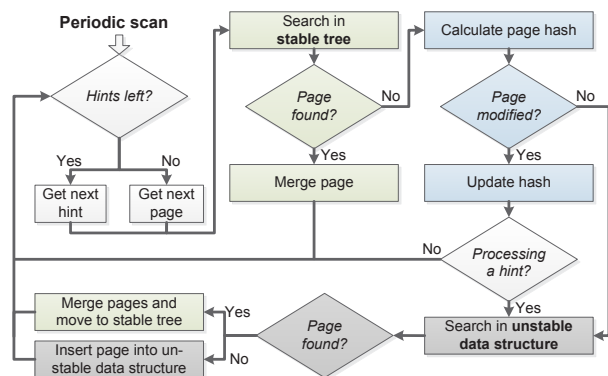 Periodic scan
Hints left?
Yes
No
Get next
hint
Get next
page
Search in
stable tree
Page
found?
No
Yes
Merge page
Calculate page hash
Page
modified?
No
Yes
Update hash
Processing
a hint?
No
Yes
Search in unstable
data structure
Page
found?
Yes
No
Merge pages and
move to stable tree
Insert page into un-
stable data structure